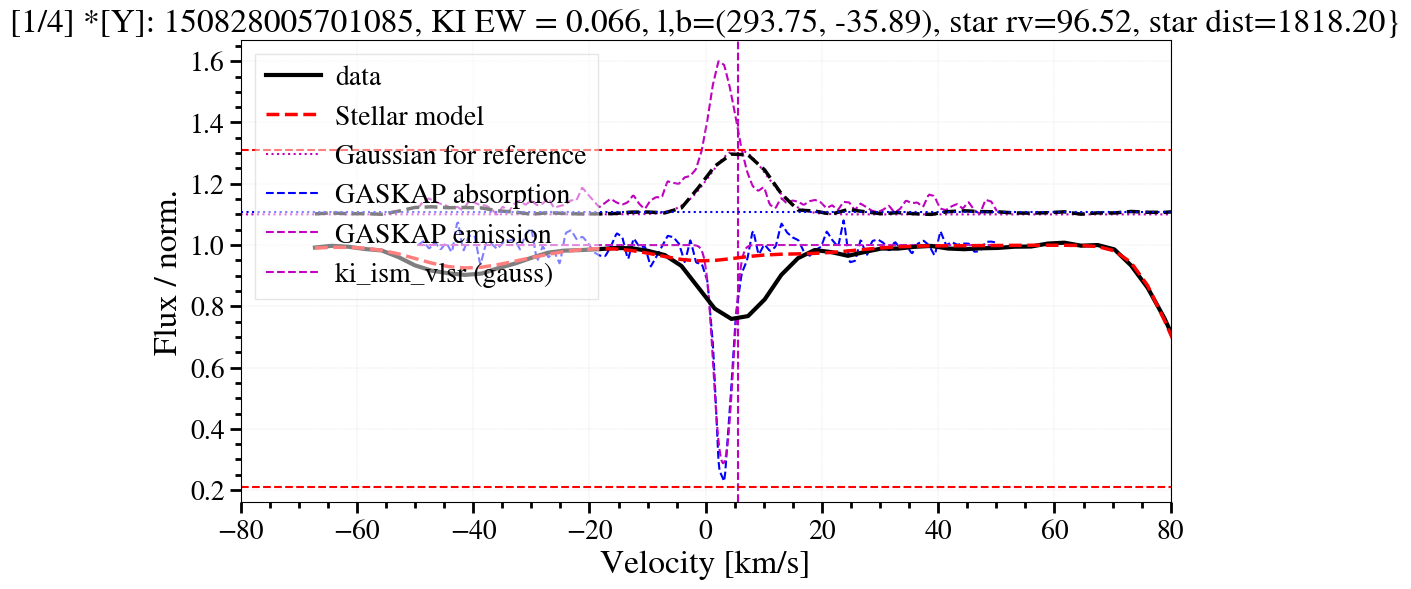 [1/4] *[Y]: 150828005701085, KI EW = 0.066, l,b=(293.75, -35.89), star rv=96.52, star dist=1818.20}
data
Stellar model
Gaussian for reference
GASKAP absorption
GASKAP emission
ki_ism_vlsr (gauss)
Flux / norm.
1.6
1.4
1.2
1.0
0.8
0.6
0.4
0.2
−80
−60
−40
−20
0
20
40
60
80
Velocity [km/s]